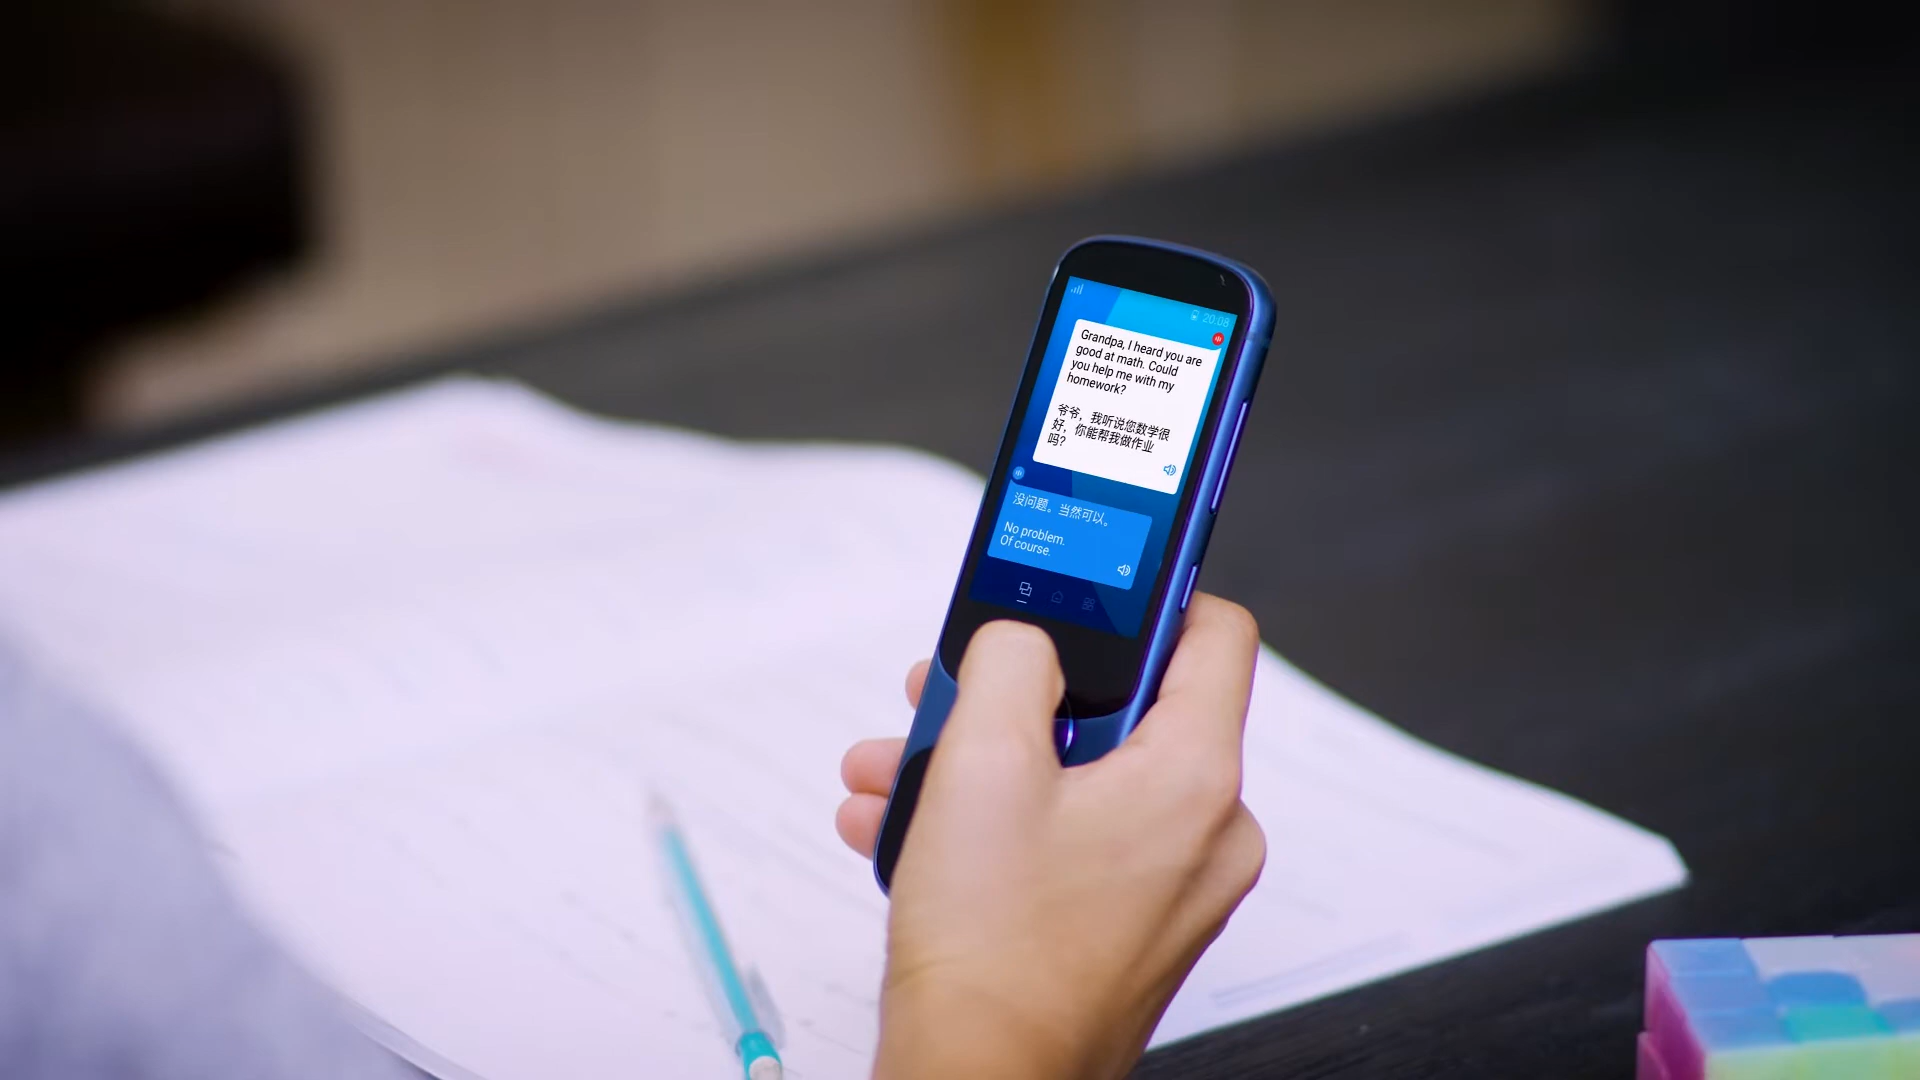 20:08
Grandpa, I heard you are
good at math. Could
you help me with my
homework?
爷爷，我听说您数学很
好，你能帮我做作业
吗?
没问题。当然可以。
No problem.
Of course.